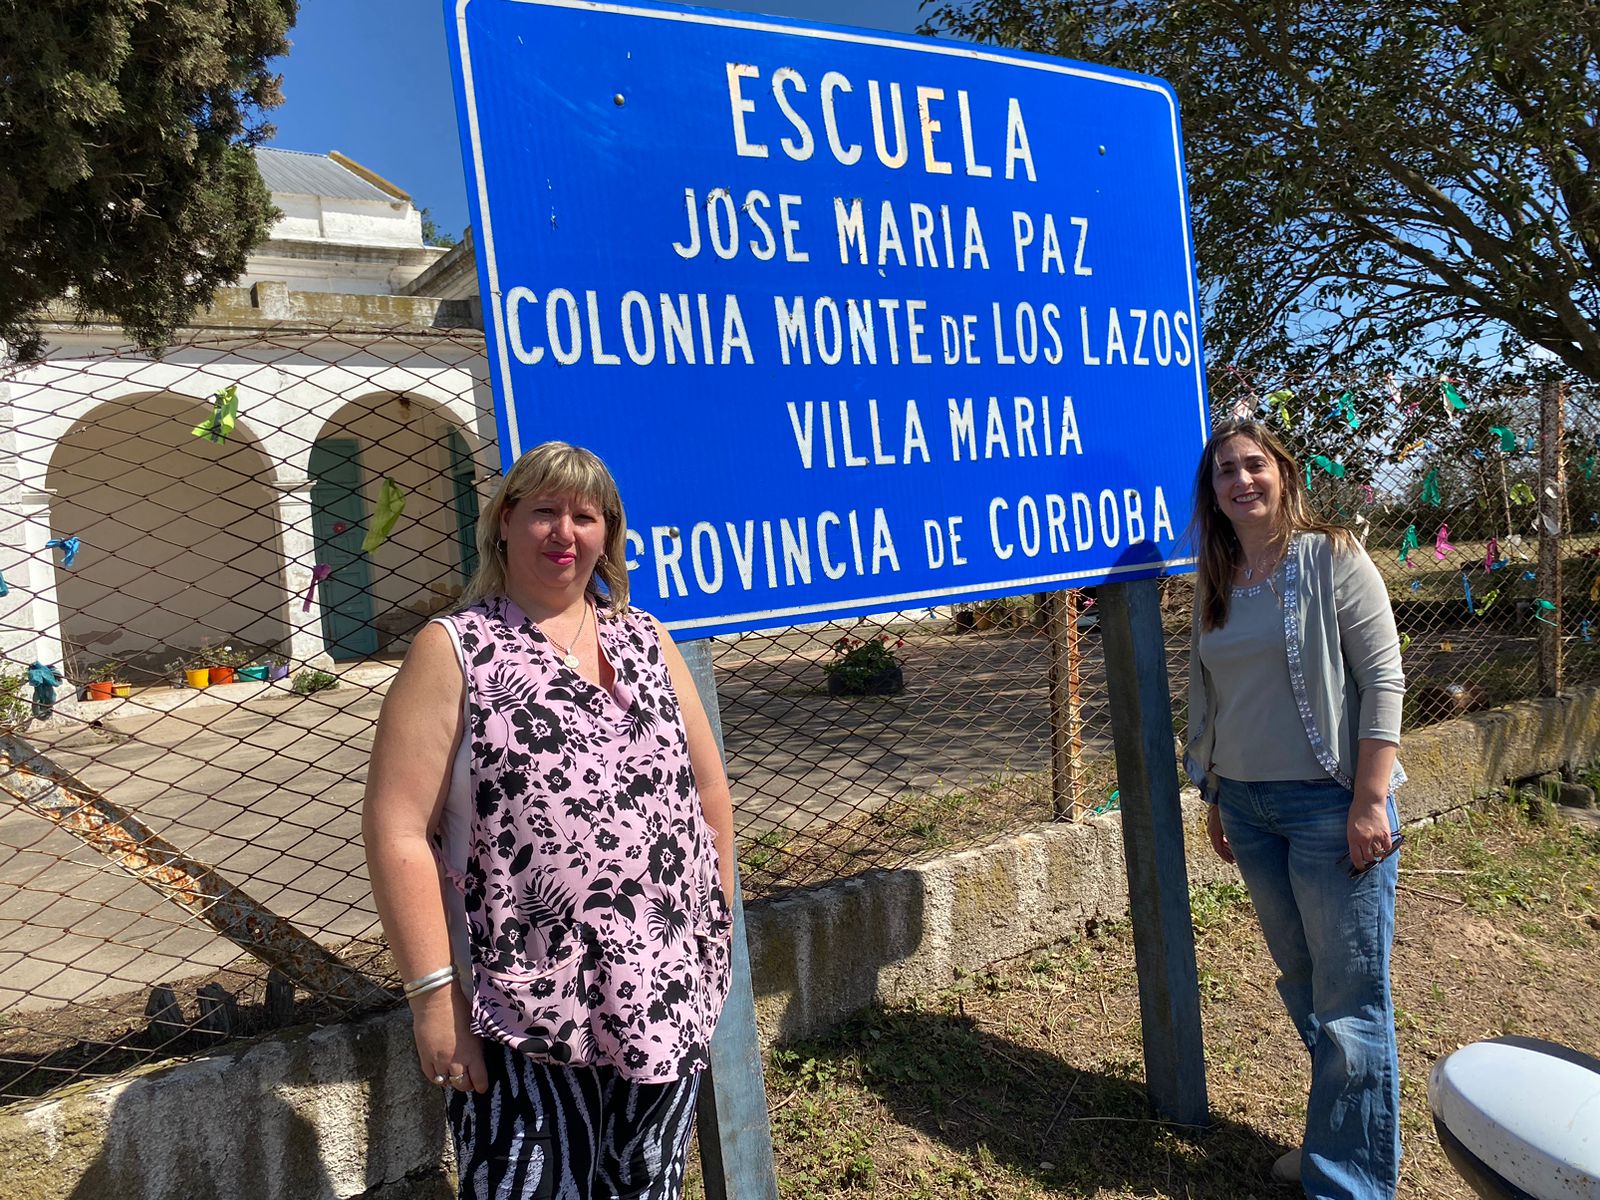 ESCUELA
JOSE MARIA PAZ
COLONIA MONTE DE LOS LAZOS
VILLA MARIA
PROVINCIA DE CORDOBA